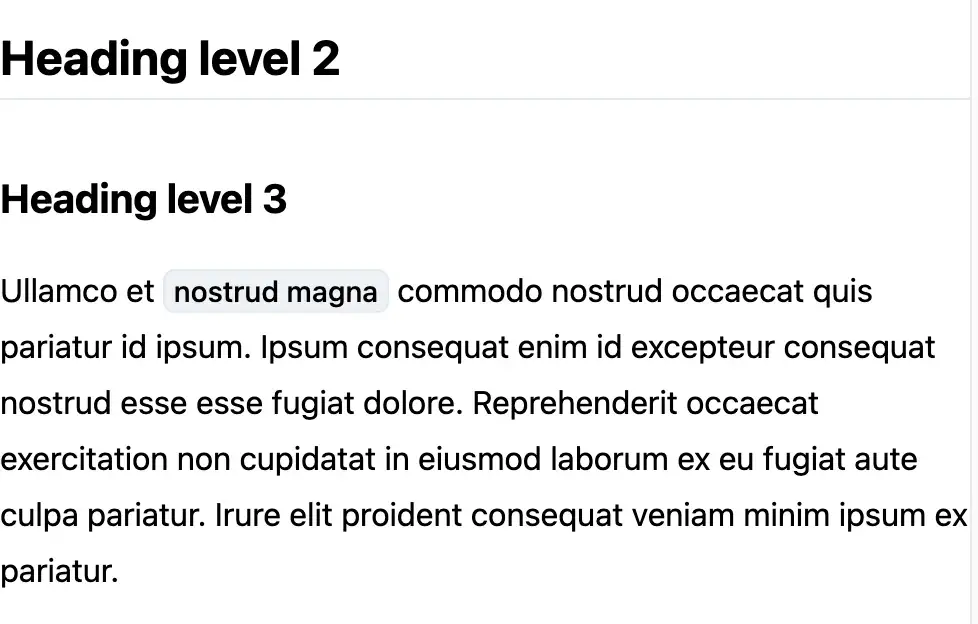 Heading level 2
Heading level 3
Ullamco et nostrud magna commodo nostrud occaecat quis
pariatur id ipsum. Ipsum consequat enim id excepteur consequat
nostrud esse esse fugiat dolore. Reprehenderit occaecat
exercitation non cupidatat in eiusmod laborum ex eu fugiat aute
culpa pariatur. Irure elit proident consequat veniam minim ipsum ex
pariatur.